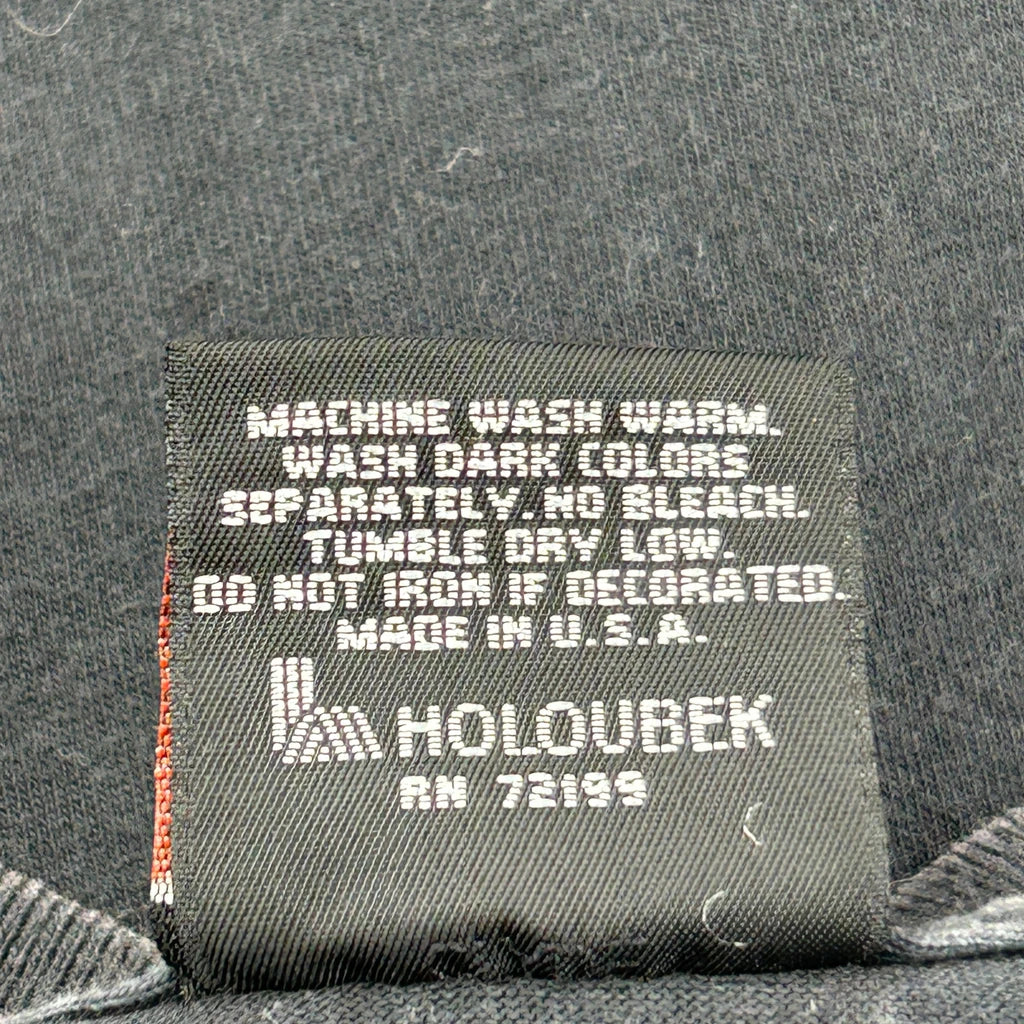 MACHINE WASH WARM.
WASH DARK COLORS
SEPARATELY. NO BLEACH.
TUMBLE DRY LOW.
DO NOT IRON IF DECORATED.
MADE IN U.S.A.
HOLOUBEK
RN 72199